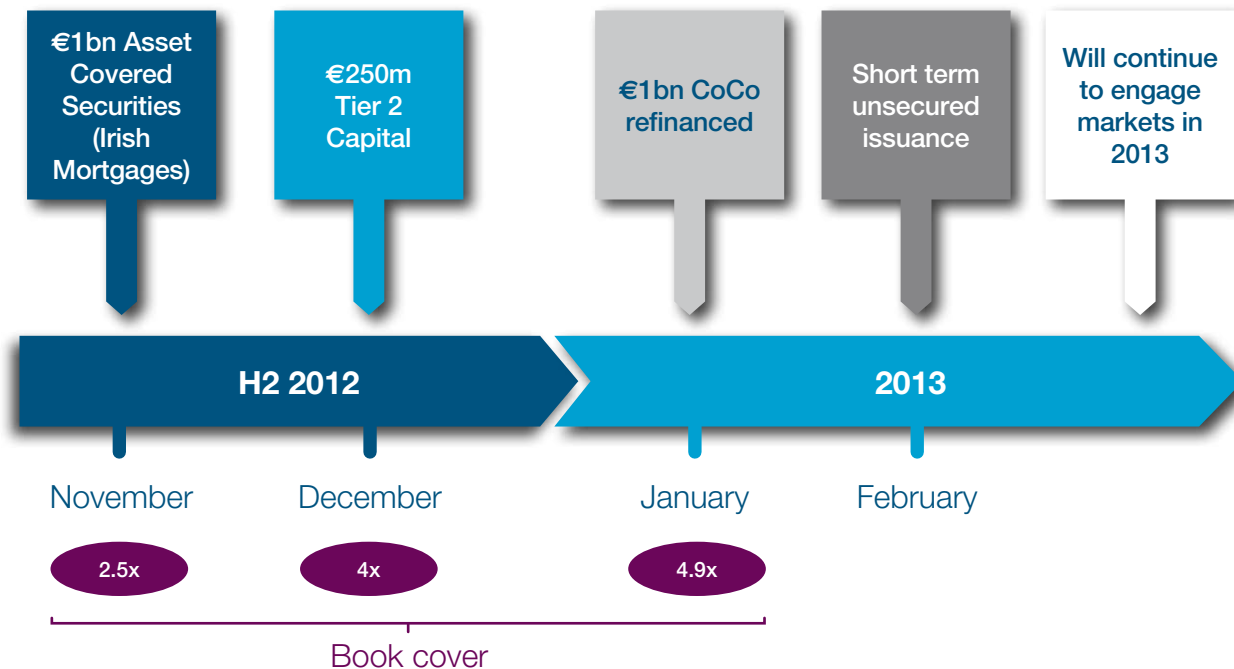 €1bn Asset
Covered
Securities
(Irish
Mortgages)
€250m
Tier 2
Capital
€1bn CoCo
refinanced
Short term
unsecured
issuance
Will continue
to engage
markets in
2013
H2 2012
2013
November
December
January
February
2.5x
4x
4.9x
Book cover